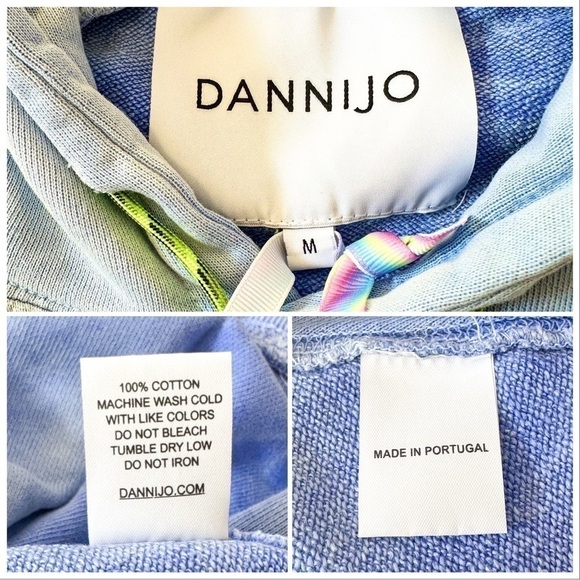 DANNIJO
M
100% COTTON
MACHINE WASH COLD
WITH LIKE COLORS
DO NOT BLEACH
TUMBLE DRY LOW
DO NOT IRON
DANNIJO.COM
MADE IN PORTUGAL